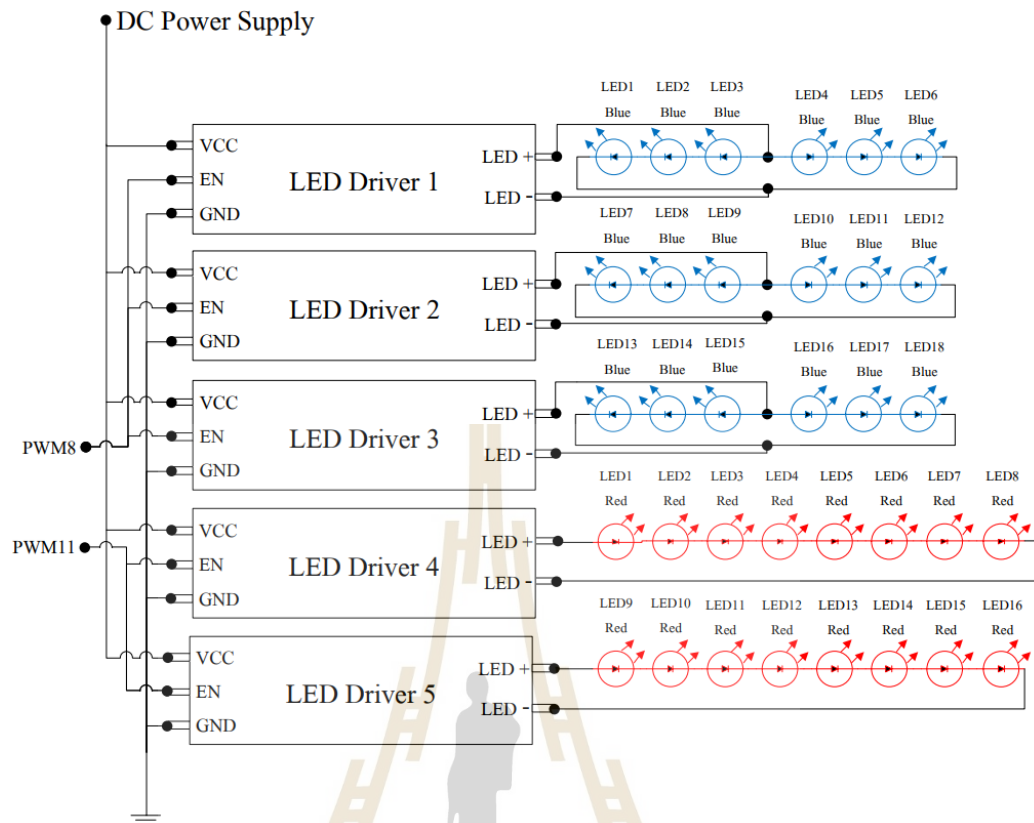 DC Power Supply
LED1 LED2 LED3 LED4 LED5 LED6
Blue Blue Blue Blue Blue Blue
VCC
EN
GND
LED Driver 1
LED +
LED -
LED7 LED8 LED9 LED10 LED11 LED12
Blue Blue Blue Blue Blue Blue
VCC
EN
GND
LED Driver 2
LED +
LED -
LED13 LED14 LED15 LED16 LED17 LED18
Blue Blue Blue Blue Blue Blue
VCC
EN
GND
LED Driver 3
LED +
LED -
PWM8
LED1 LED2 LED3 LED4 LED5 LED6 LED7 LED8
Red Red Red Red Red Red Red Red
VCC
EN
GND
LED Driver 4
LED +
LED -
PWM11
LED9 LED10 LED11 LED12 LED13 LED14 LED15 LED16
Red Red Red Red Red Red Red Red
VCC
EN
GND
LED Driver 5
LED +
LED -